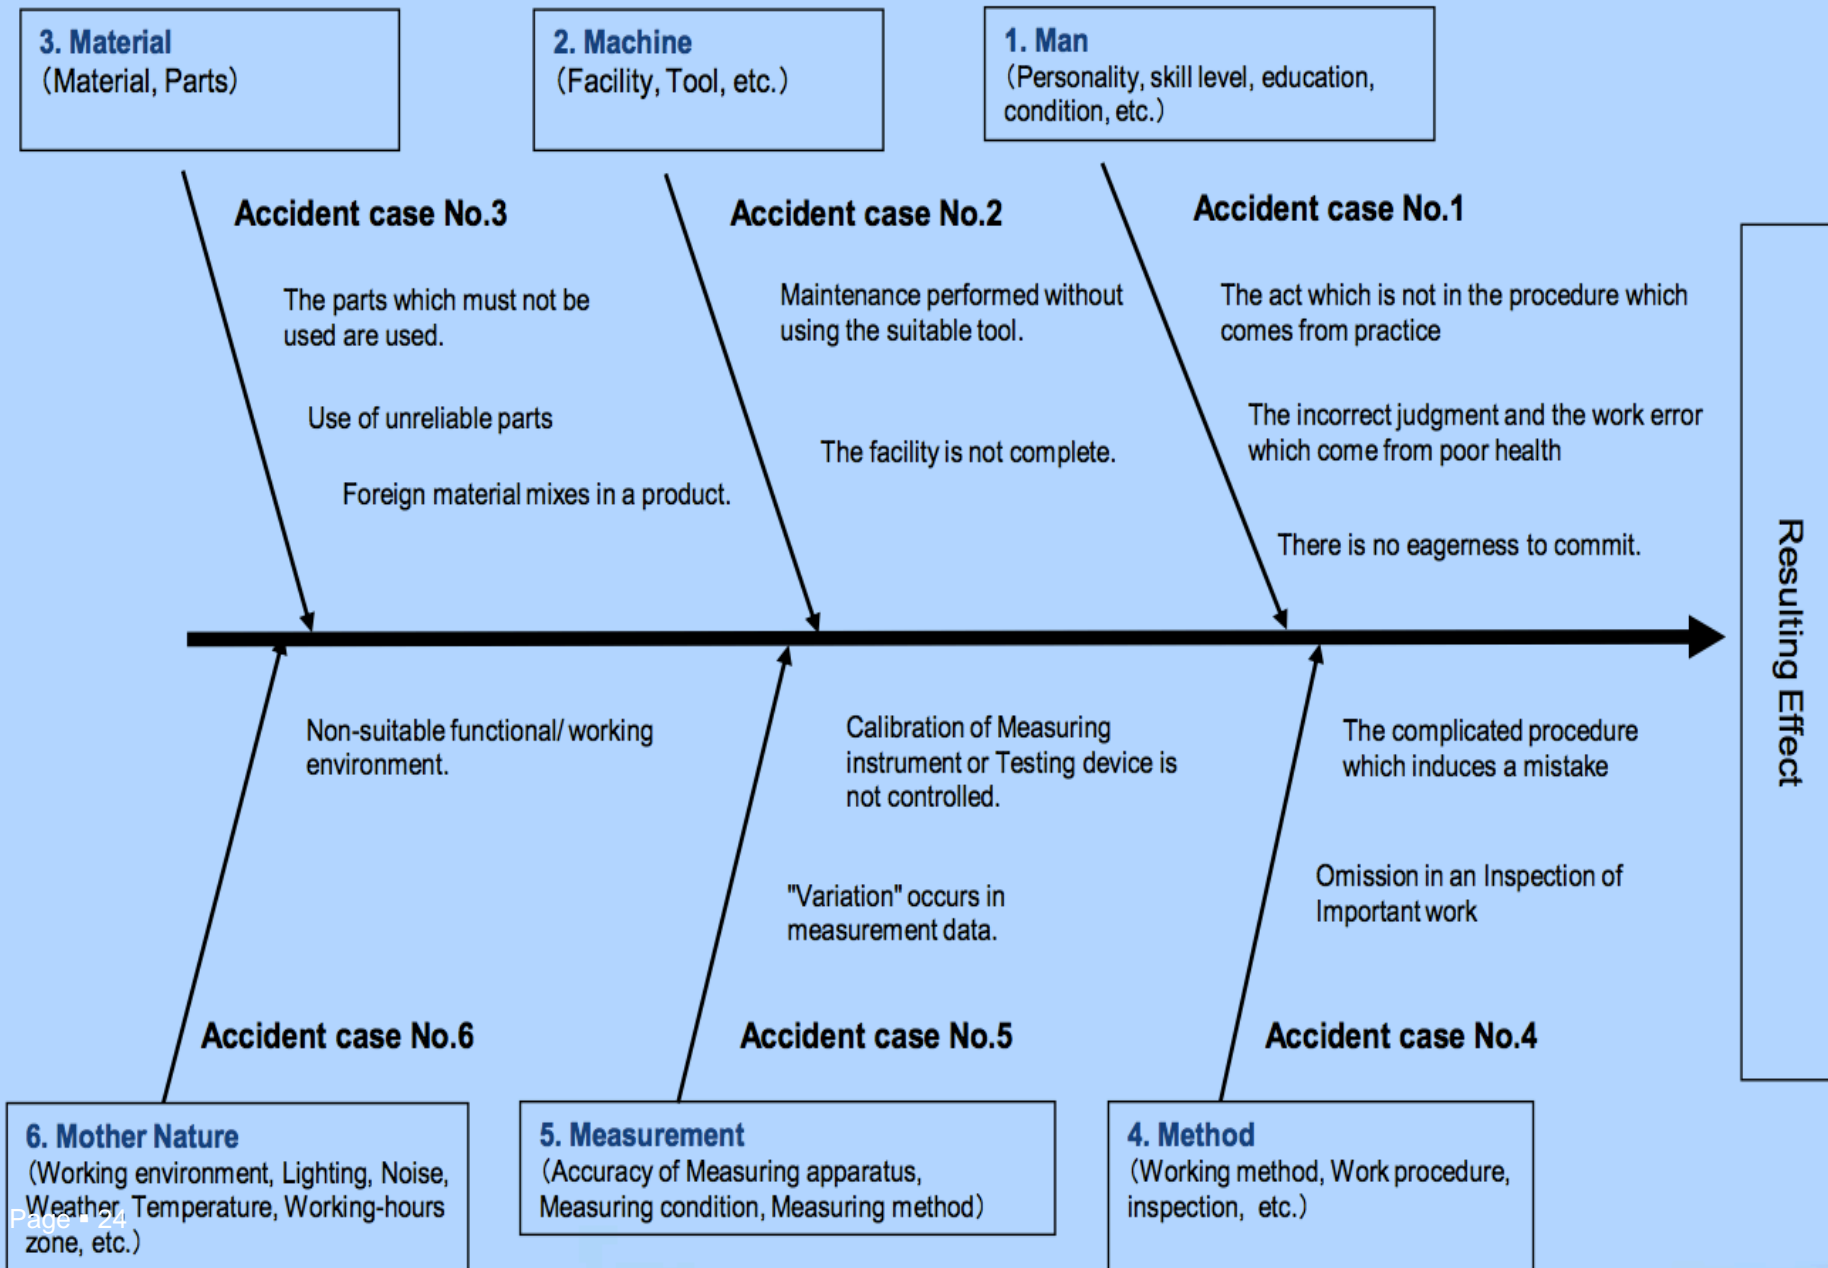 3. Material
（Material, Parts）
2. Machine
（Facility, Tool, etc.）
1. Man
（Personality, skill level, education,
condition, etc.）
Accident case No.3
The parts which must not be
used are used.
Use of unreliable parts
Foreign material mixes in a product.
Accident case No.2
Maintenance performed without
using the suitable tool.
The facility is not complete.
Accident case No.1
The act which is not in the procedure which
comes from practice
The incorrect judgment and the work error
which come from poor health
There is no eagerness to commit.
Resulting Effect
Non-suitable functional/ working
environment.
Accident case No.6
Calibration of Measuring
instrument or Testing device is
not controlled.
"Variation" occurs in
measurement data.
Accident case No.5
The complicated procedure
which induces a mistake
Omission in an Inspection of
Important work
Accident case No.4
6. Mother Nature
（Working environment, Lighting, Noise,
Weather, Temperature, Working-hours
zone, etc.）
5. Measurement
（Accuracy of Measuring apparatus,
Measuring condition, Measuring method）
4. Method
（Working method, Work procedure,
inspection, etc.）
Page ▪ 24